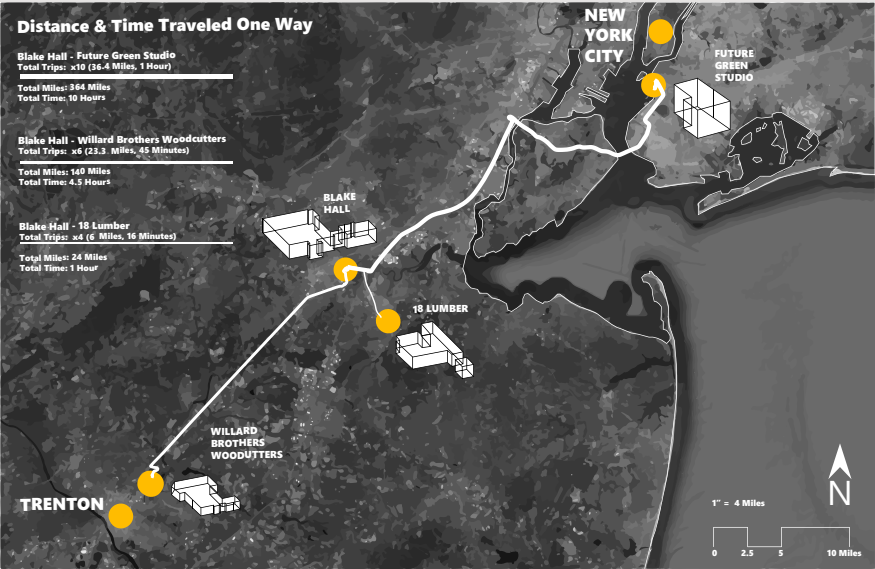 Distance & Time Traveled One Way
Blake Hall - Future Green Studio
Total Trips: x10 (36.4 Miles, 1 Hour)
Total Miles: 364 Miles
Total Time: 10 Hours
Blake Hall - Willard Brothers Woodcutters
Total Trips: x6 (23.3 Miles, 45 Minutes)
Total Miles: 140 Miles
Total Time: 4.5 Hours
Blake Hall - 18 Lumber
Total Trips: x4 (6 Miles, 16 Minutes)
Total Miles: 24 Miles
Total Time: 1 Hour
NEW
YORK
CITY
FUTURE
GREEN
STUDIO
BLAKE
HALL
18 LUMBER
WILLARD
BROTHERS
WOODUTTERS
TRENTON
N
1" = 4 Miles
0 2.5 5 10 Miles